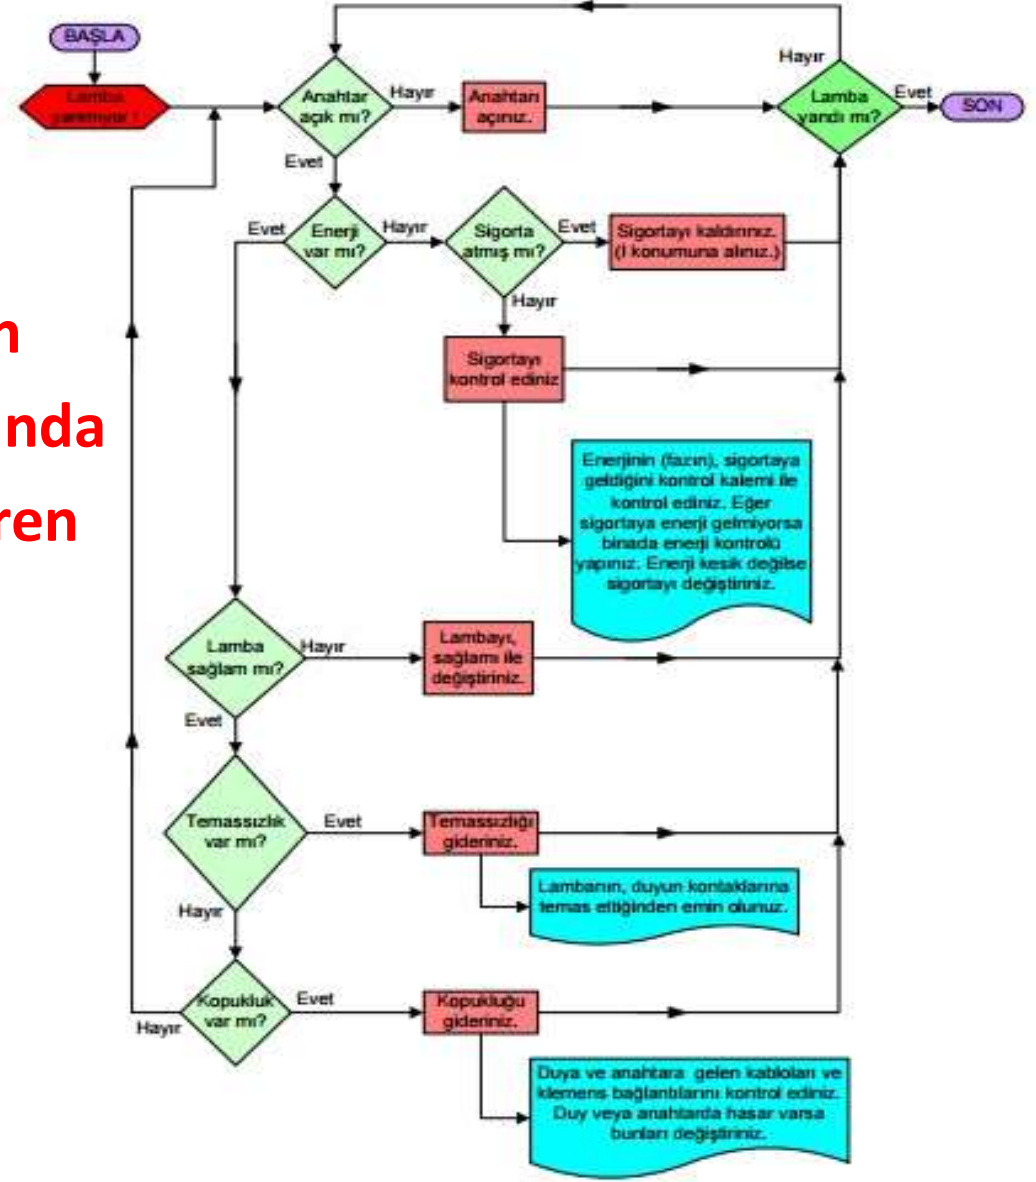 BAŞLA
Lamba
yanmıyor !
Anahtar
açık mı?
Hayır
Anahtarı
açınız.
Hayır
Lamba
yandı mı?
Evet
SON
Evet
Evet
Enerji
var mı?
Hayır
Sigorta
atmış mı?
Evet
Sigortayı kaldırınız.
(I konumuna alınız.)
Hayır
Sigortayı
kontrol ediniz
n
nda
ren
Enerjinin (fazın), sigortaya
geldiğini kontrol kalemi ile
kontrol ediniz. Eğer
sigortaya enerji gelmiyorsa
binada enerji kontrolü
yapınız. Enerji kesik değilse
sigortayı değiştiriniz.
Lamba
sağlam mı?
Hayır
Lambayı,
sağlamı ile
değiştiriniz.
Evet
Temassızlık
var mı?
Evet
Temassızlığı
gideriniz.
Lambanın, duyun kontaklarına
temas ettiğinden emin olunuz.
Hayır
Kopukluk
var mı?
Evet
Kopukluğu
gideriniz.
Hayır
Duya ve anahtara gelen kabloları ve
klemens bağlantılarını kontrol ediniz.
Duy veya anahtarda hasar varsa
bunları değiştiriniz.